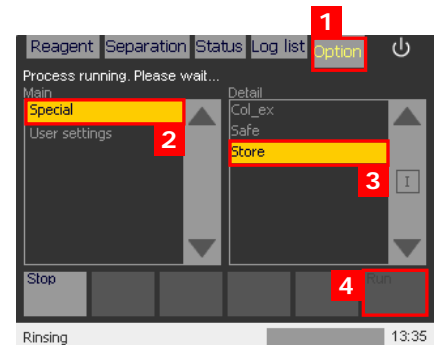 1
Reagent Separation Status Log list Option
Process running. Please wait...
Main Detail
Special Col_ex
User settings Safe
2 Store
3 I
Stop 4 Run
Rinsing 13:35